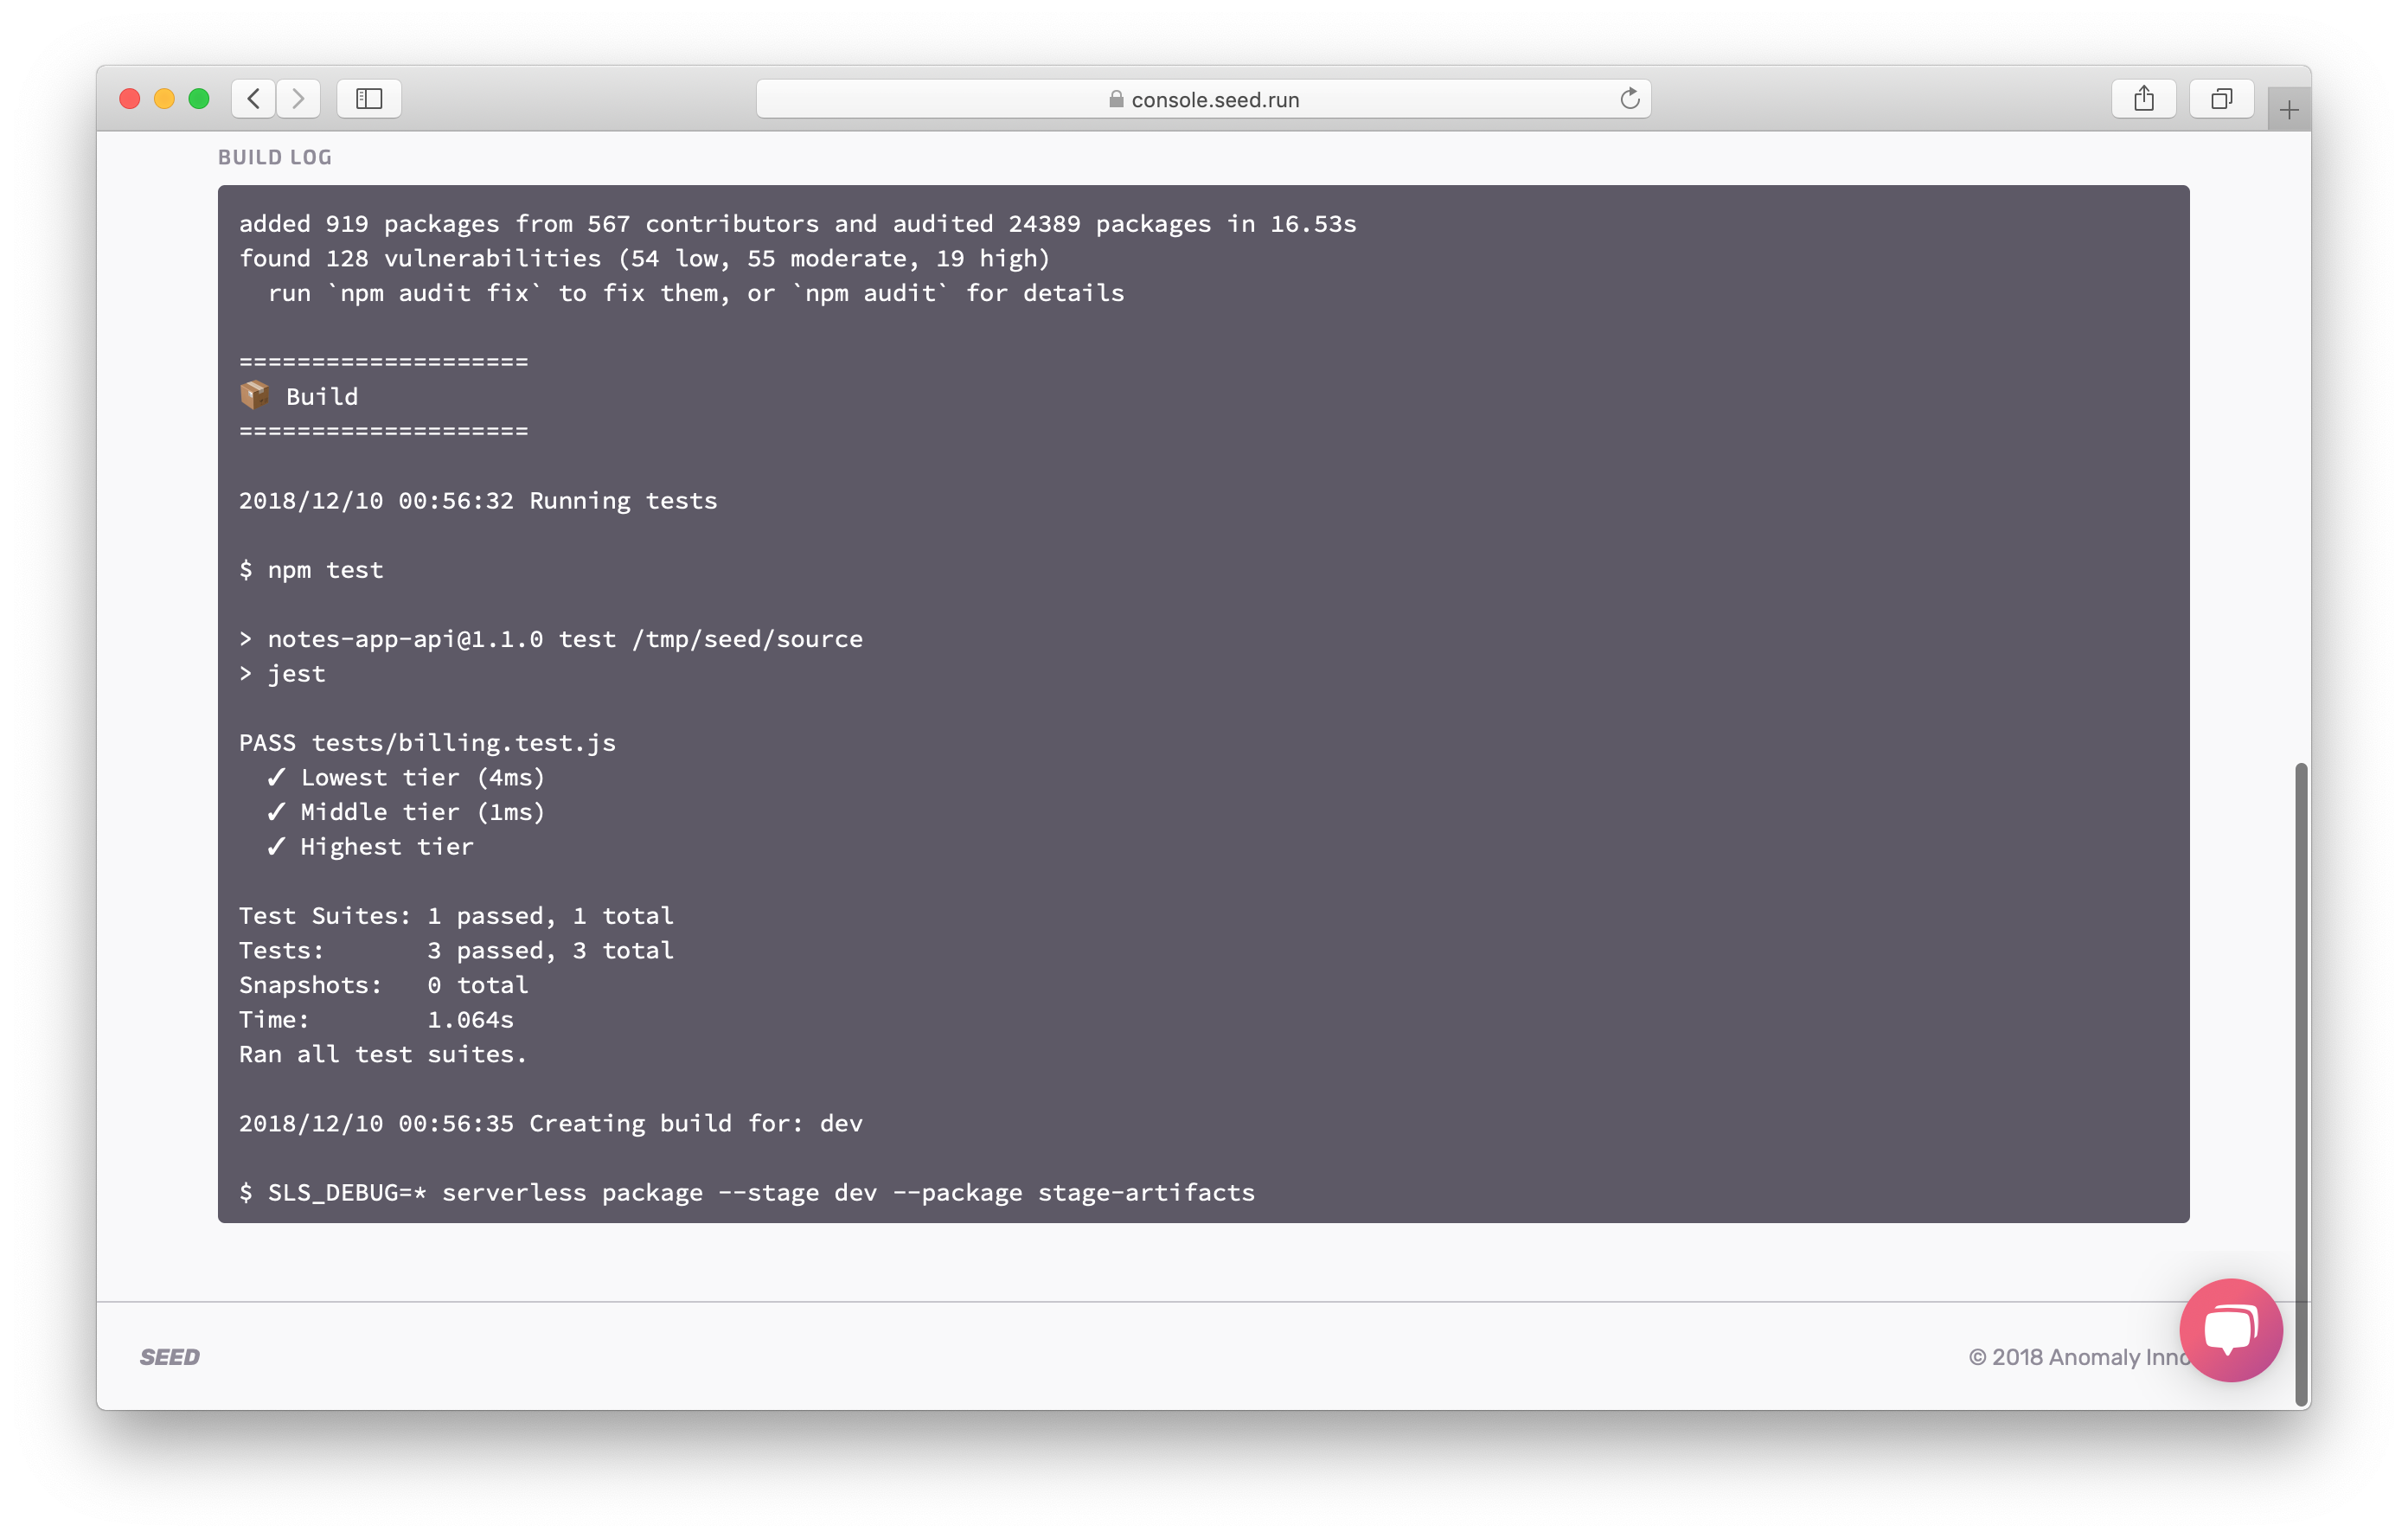 console.seed.run
BUILD LOG
added 919 packages from 567 contributors and audited 24389 packages in 16.53s
found 128 vulnerabilities (54 low, 55 moderate, 19 high)
  run `npm audit fix` to fix them, or `npm audit` for details
====================
📦 Build
====================
2018/12/10 00:56:32 Running tests
$ npm test
> notes-app-api@1.1.0 test /tmp/seed/source
> jest
PASS tests/billing.test.js
  ✓ Lowest tier (4ms)
  ✓ Middle tier (1ms)
  ✓ Highest tier
Test Suites: 1 passed, 1 total
Tests:       3 passed, 3 total
Snapshots:   0 total
Time:        1.064s
Ran all test suites.
2018/12/10 00:56:35 Creating build for: dev
$ SLS_DEBUG=* serverless package --stage dev --package stage-artifacts
SEED
© 2018 Anomaly